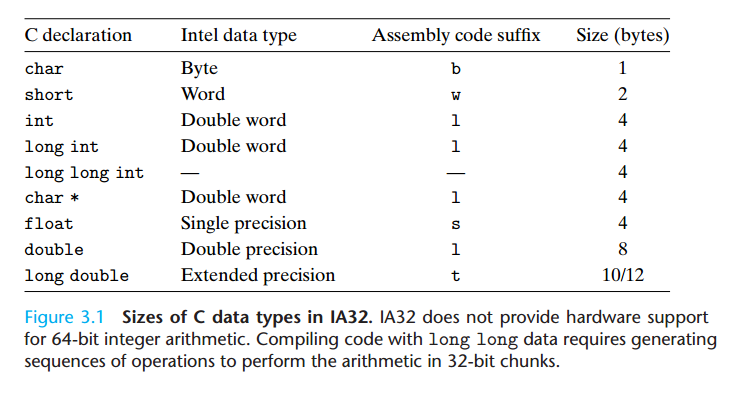 C declaration Intel data type Assembly code suffix Size (bytes)
char Byte b 1
short Word w 2
int Double word l 4
long int Double word l 4
long long int — — 4
char * Double word l 4
float Single precision s 4
double Double precision l 8
long double Extended precision t 10/12
Figure 3.1 Sizes of C data types in IA32. IA32 does not provide hardware support
for 64-bit integer arithmetic. Compiling code with long long data requires generating
sequences of operations to perform the arithmetic in 32-bit chunks.